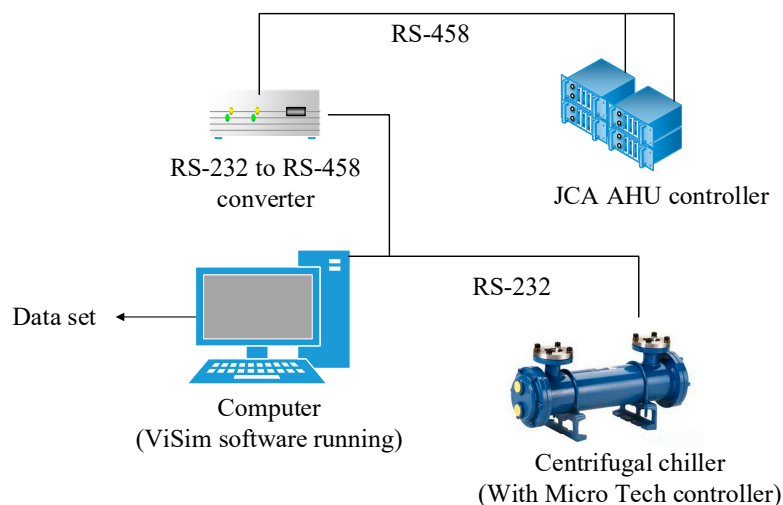 RS-458
RS-232 to RS-458
converter
JCA AHU controller
RS-232
Data set
Computer
(ViSim software running)
Centrifugal chiller
(With Micro Tech controller)